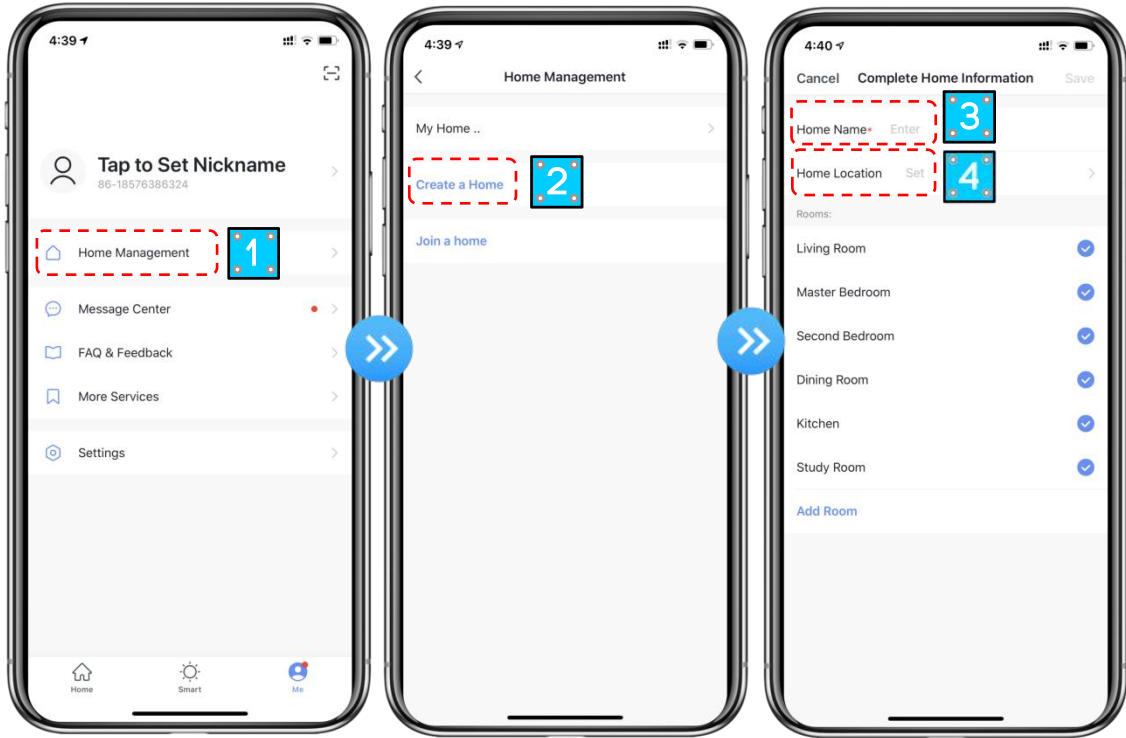 4:39
Tap to Set Nickname
86-18576386324
Home Management
1
Message Center
FAQ & Feedback
More Services
Settings
Home
Smart
Me
4:39
Home Management
My Home ..
Create a Home
2
Join a home
4:40
Cancel Complete Home Information Save
Home Name* Enter
3
Home Location Set
4
Rooms:
Living Room
Master Bedroom
Second Bedroom
Dining Room
Kitchen
Study Room
Add Room